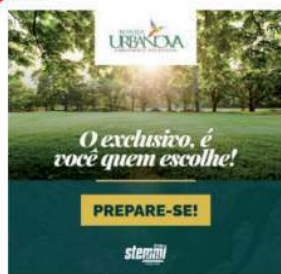 URBANOVA
O exclusivo, é
você quem escolhe!
PREPARE-SE!
stemmi